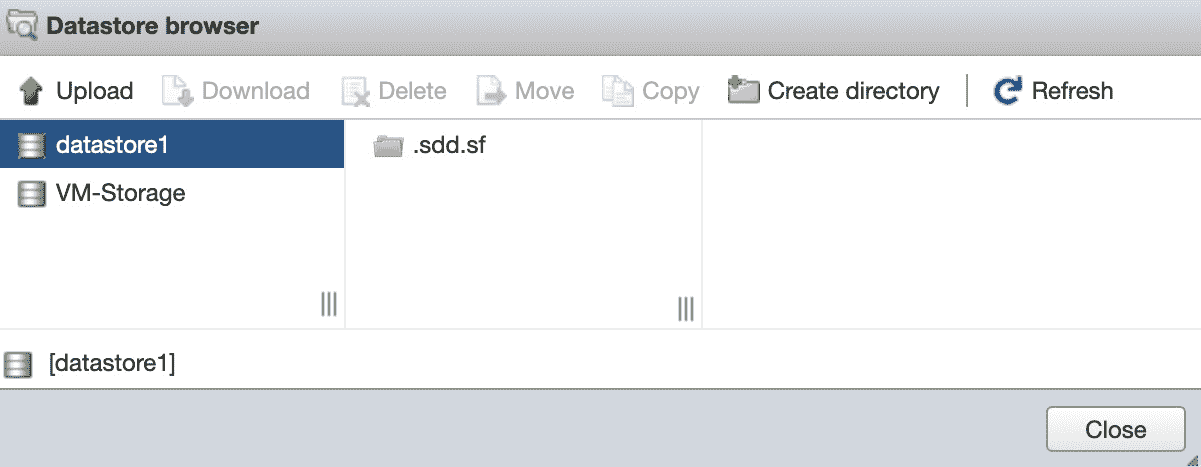 Datastore browser
Upload Download Delete Move Copy Create directory Refresh
datastore1 .sdd.sf
VM-Storage
[datastore1]
Close